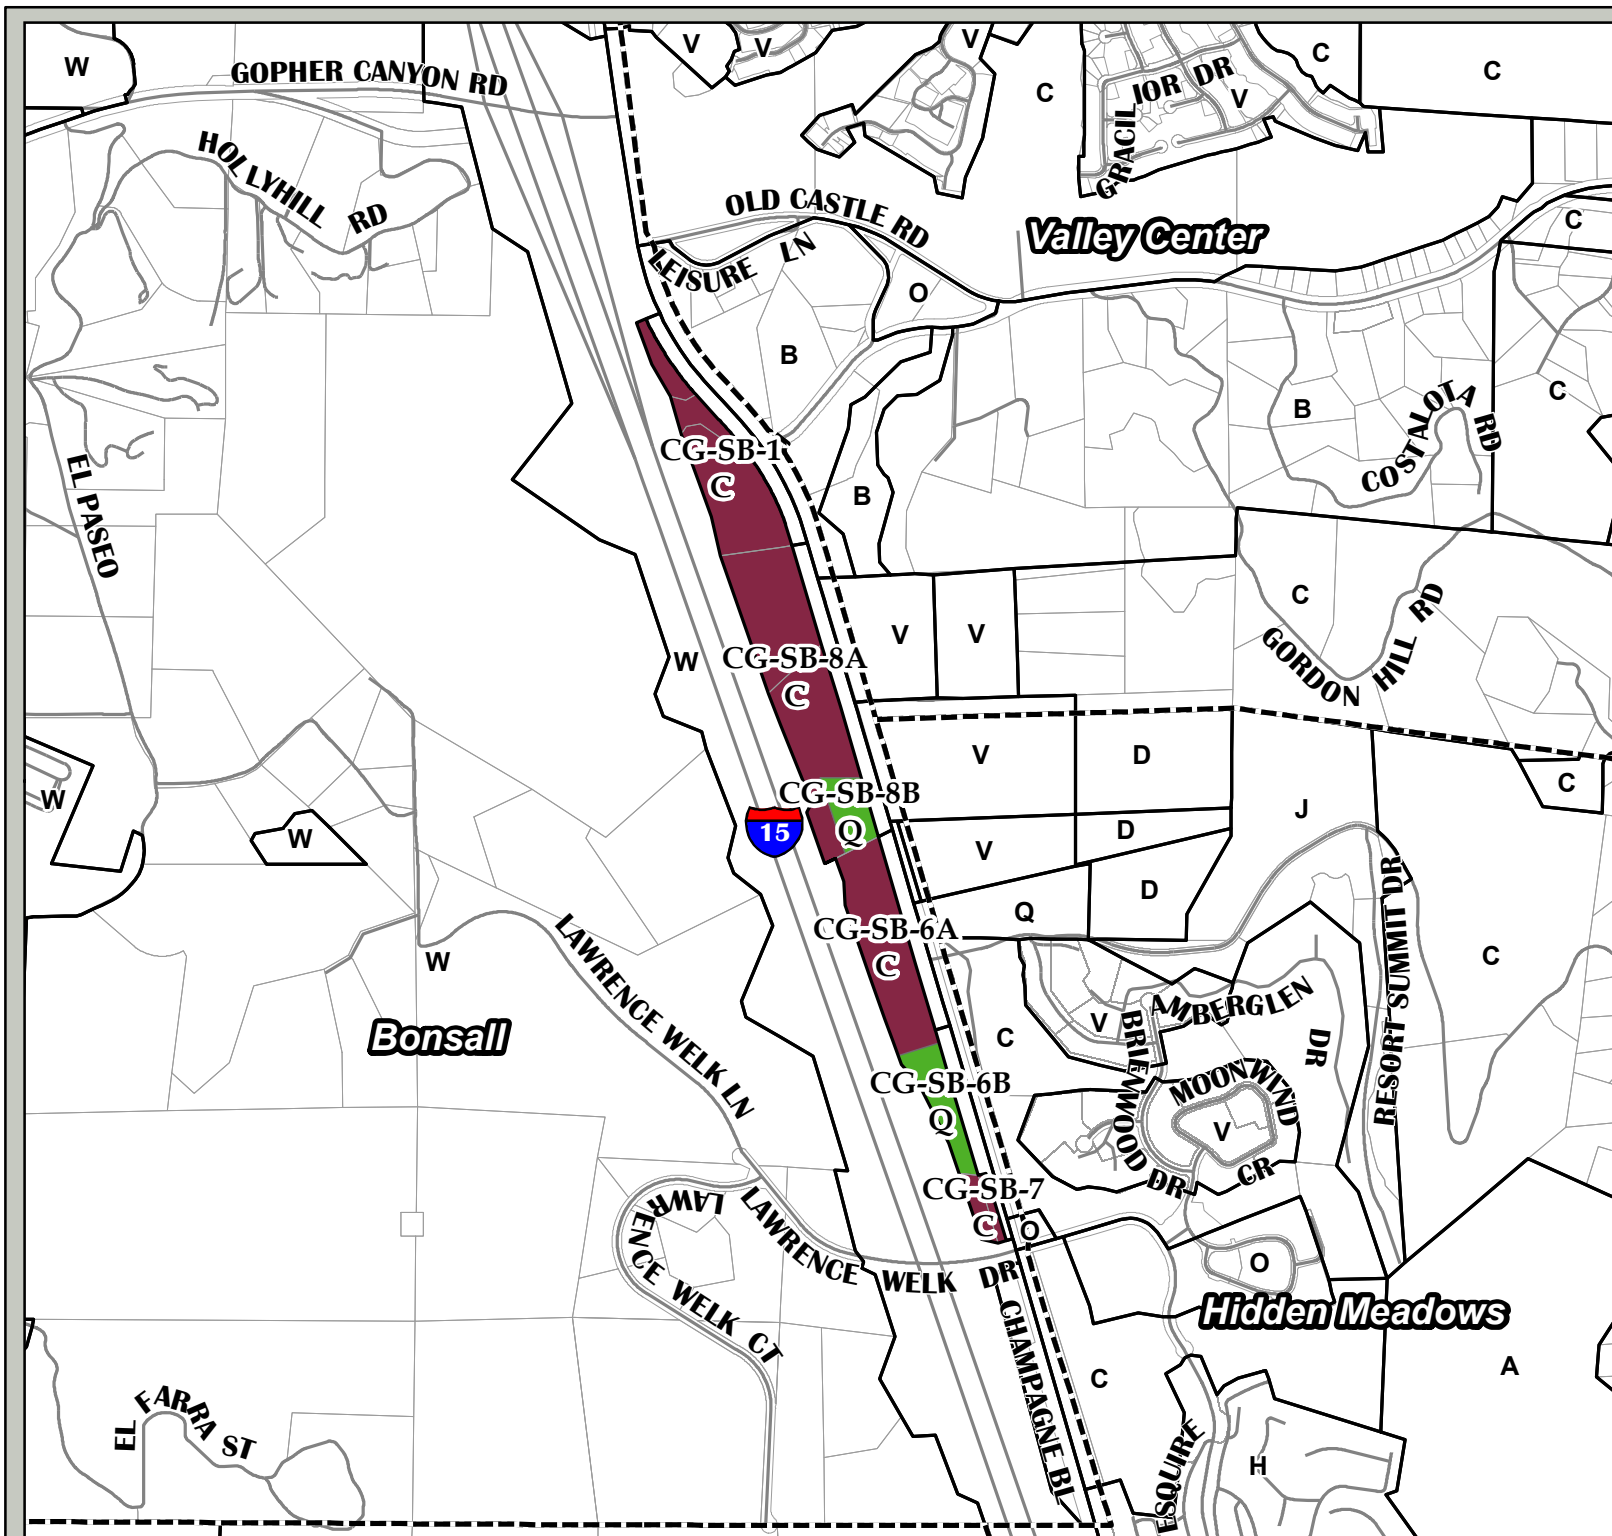 V
V
V
C
C
W
GOPHER CANYON RD
IOR DR
V
C
GRACIL
HOLLYHILL RD
OLD CASTLE RD
Valley Center
C
LEISURE LN
O
B
C
B
COSTALOTA RD
CG-SB-1
C
B
EL PASEO
C
GORDON HILL RD
V
V
W
CG-SB-8A
C
V
D
C
W
CG-SB-8B
Q
15
J
D
W
V
RESORT SUMMIT DR
D
Q
CG-SB-6A
C
W
LAWRENCE WELK LN
C
AMBERGLEN DR
Bonsall
V
BRIEWOOD DR
C
CG-SB-6B
Q
MOONWIND CR
V
CG-SB-7
C
O
LAWRENCE WELK CT
LAWRENCE WELK DR
O
Hidden Meadows
CHAMPAGNE BL
C
A
EL FARRA ST
ESQUIRE
H